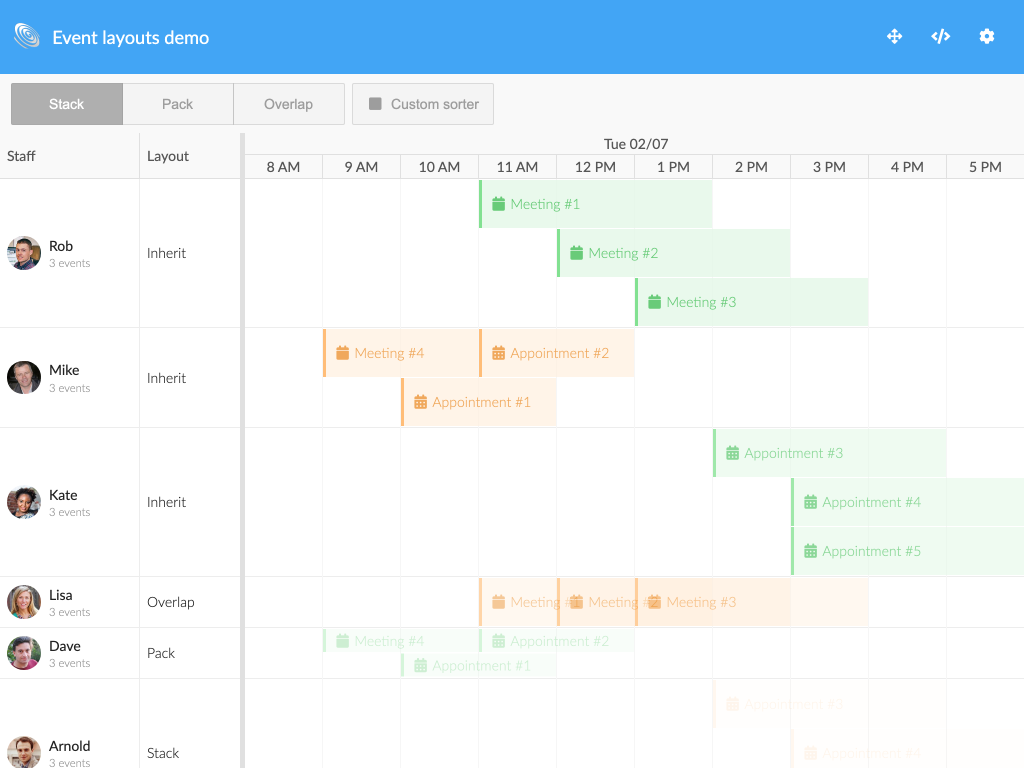 Event layouts demo
Stack Pack Overlap Custom sorter
Staff Layout Tue 02/07
8 AM 9 AM 10 AM 11 AM 12 PM 1 PM 2 PM 3 PM 4 PM 5 PM
Rob
3 events
Inherit
Meeting #1
Meeting #2
Meeting #3
Mike
3 events
Inherit
Meeting #4 Appointment #2
Appointment #1
Kate
3 events
Inherit
Appointment #3
Appointment #4
Appointment #5
Lisa
3 events
Overlap
Meeting #1 Meeting #2 Meeting #3
Dave
3 events
Pack
Meeting #4 Appointment #2
Appointment #1
Arnold
3 events
Stack
Appointment #3
Appointment #4